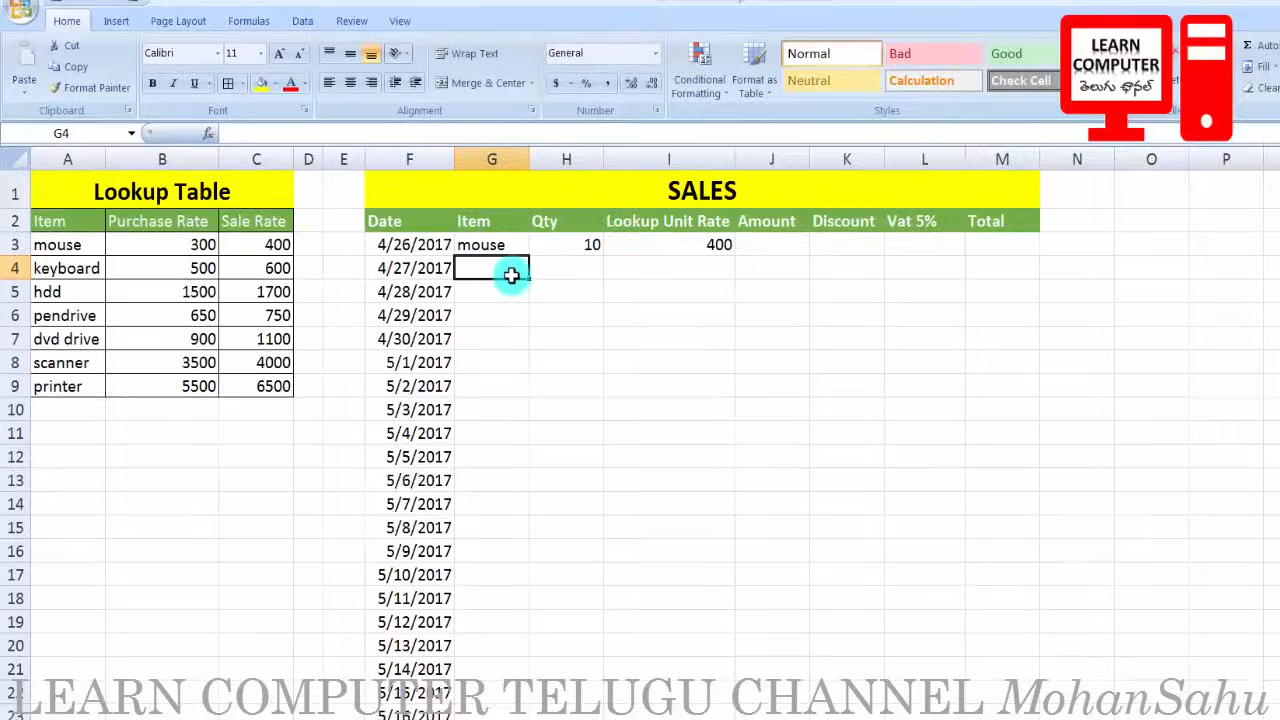 Home Insert Page Layout Formulas Data Review View
Cut
Copy
Format Painter
Paste
Clipboard
Calibri 11
Font
Wrap Text
Merge & Center
Alignment
General
Number
Conditional Formatting
Format as Table
Normal Bad Good
Neutral Calculation Check Cell
Styles
Fill
LEARN
COMPUTER
తెలుగు ఛానల్
G4 fx
A B C D E F G H I J K L M N O P
1 Lookup Table SALES
2 Item Purchase Rate Sale Rate Date Item Qty Lookup Unit Rate Amount Discount Vat 5% Total
3 mouse 300 400 4/26/2017 mouse 10 400
4 keyboard 500 600 4/27/2017
5 hdd 1500 1700 4/28/2017
6 pendrive 650 750 4/29/2017
7 dvd drive 900 1100 4/30/2017
8 scanner 3500 4000 5/1/2017
9 printer 5500 6500 5/2/2017
10 5/3/2017
11 5/4/2017
12 5/5/2017
13 5/6/2017
14 5/7/2017
15 5/8/2017
16 5/9/2017
17 5/10/2017
18 5/11/2017
19 5/12/2017
20 5/13/2017
21 5/14/2017
LEARN COMPUTER TELUGU CHANNEL MohanSahu